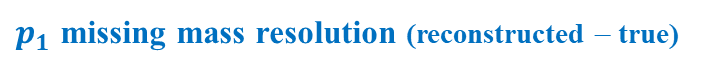 p₁ missing mass resolution (reconstructed – true)